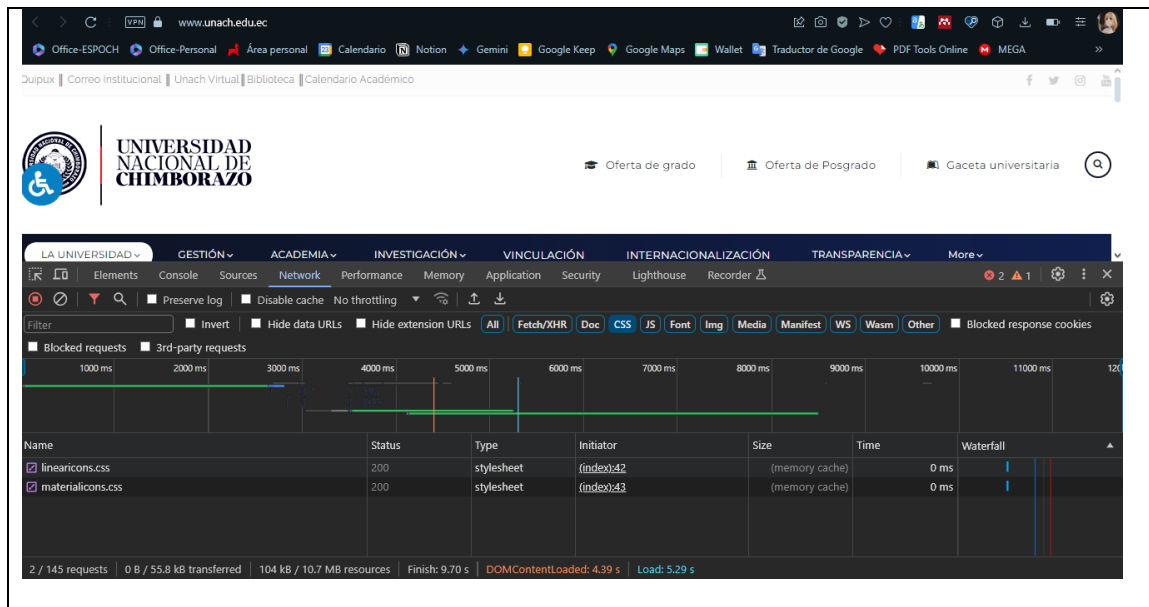 VPN www.unach.edu.ec
Office-ESPOCH Office-Personal Área personal Calendario Notion Gemini Google Keep Google Maps Wallet Traductor de Google PDF Tools Online MEGA »
Quipux Correo Institucional Unach Virtual Biblioteca Calendario Académico
UNIVERSIDAD
NACIONAL DE
CHIMBORAZO
Oferta de grado Oferta de Posgrado Gaceta universitaria
LA UNIVERSIDAD GESTIÓN ACADEMIA INVESTIGACIÓN VINCULACIÓN INTERNACIONALIZACIÓN TRANSPARENCIA More
Elements Console Sources Network Performance Memory Application Security Lighthouse Recorder 2 1
Preserve log Disable cache No throttling
Filter Invert Hide data URLs Hide extension URLs All Fetch/XHR Doc CSS JS Font Img Media Manifest WS Wasm Other Blocked response cookies
Blocked requests 3rd-party requests
1000 ms 2000 ms 3000 ms 4000 ms 5000 ms 6000 ms 7000 ms 8000 ms 9000 ms 10000 ms 11000 ms
Name Status Type Initiator Size Time Waterfall
linearicons.css 200 stylesheet (index):42 (memory cache) 0 ms
materialicons.css 200 stylesheet (index):43 (memory cache) 0 ms
2 / 145 requests 0 B / 55.8 kB transferred 104 kB / 10.7 MB resources Finish: 9.70 s DOMContentLoaded: 4.39 s Load: 5.29 s